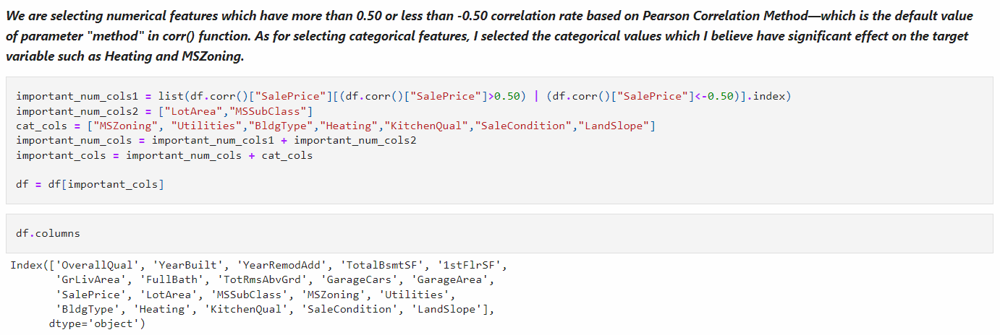 We are selecting numerical features which have more than 0.50 or less than -0.50 correlation rate based on Pearson Correlation Method—which is the default value
of parameter "method" in corr() function. As for selecting categorical features, I selected the categorical values which I believe have significant effect on the target
variable such as Heating and MSZoning.
important_num_cols1 = list(df.corr()["SalePrice"][(df.corr()["SalePrice"]>0.50) | (df.corr()["SalePrice"]<-0.50)].index)
important_num_cols2 = ["LotArea","MSSubClass"]
cat_cols = ["MSZoning", "Utilities","BldgType","Heating","KitchenQual","SaleCondition","LandSlope"]
important_num_cols = important_num_cols1 + important_num_cols2
important_cols = important_num_cols + cat_cols
df = df[important_cols]
df.columns
Index(['OverallQual', 'YearBuilt', 'YearRemodAdd', 'TotalBsmtSF', '1stFlrSF',
'GrLivArea', 'FullBath', 'TotRmsAbvGrd', 'GarageCars', 'GarageArea',
'SalePrice', 'LotArea', 'MSSubClass', 'MSZoning', 'Utilities',
'BldgType', 'Heating', 'KitchenQual', 'SaleCondition', 'LandSlope'],
dtype='object')